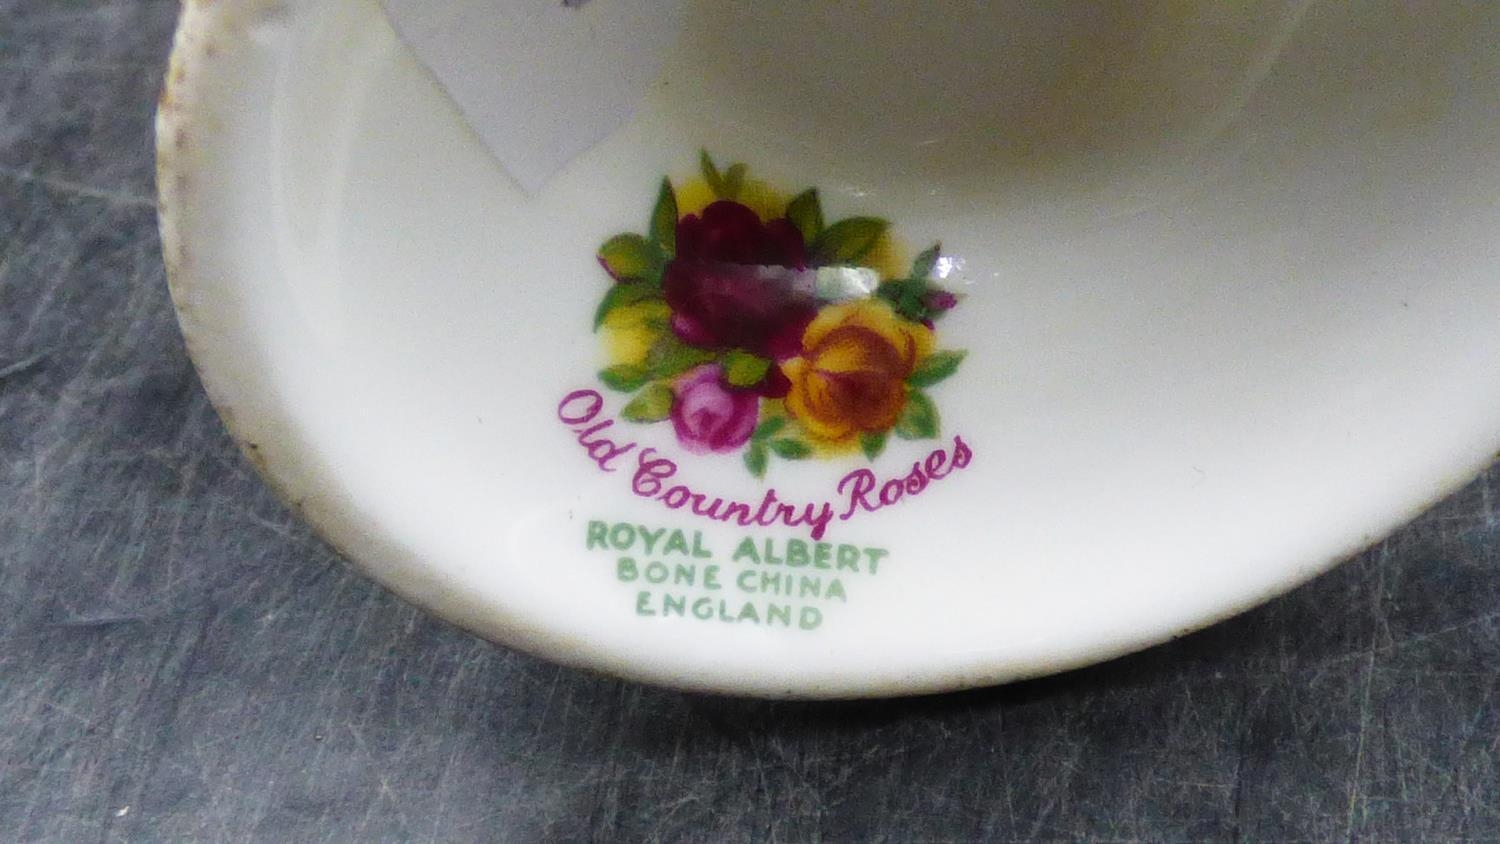 Old Country Roses
ROYAL ALBERT
BONE CHINA
ENGLAND